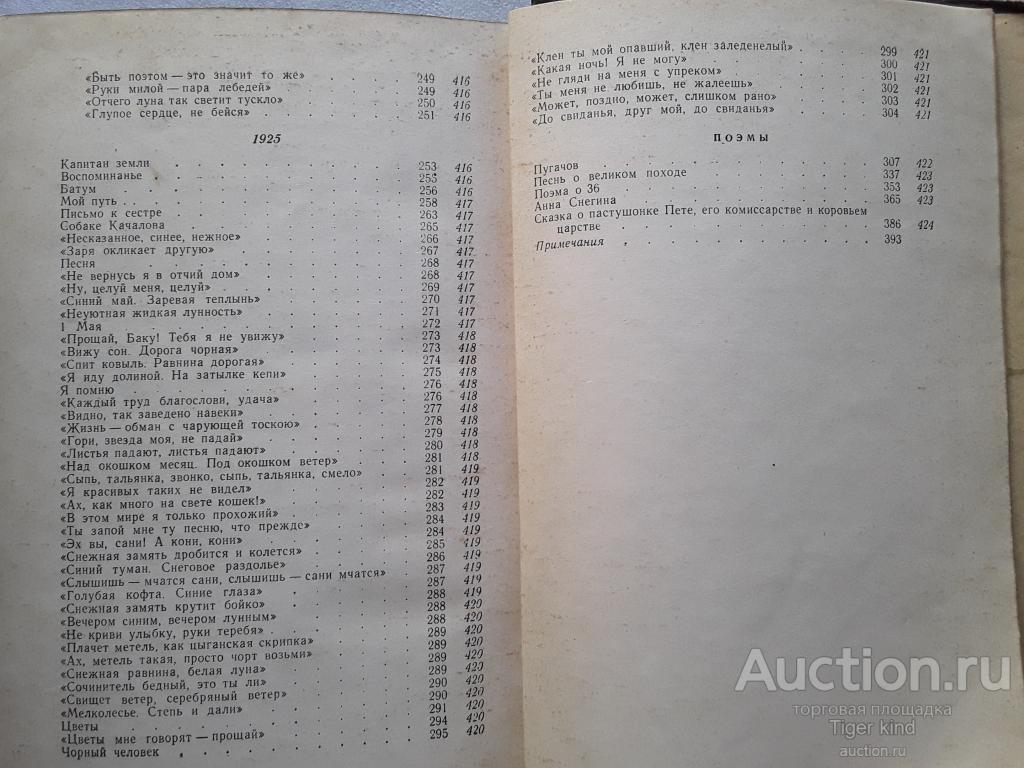 «Быть поэтом — это значит то же» . . . . 249 416
«Руки милой — пара лебедей» . . . . 249 416
«Отчего луна так светит тускло» . . . . 250 416
«Глупое сердце, не бейся» . . . . 251 416
1925
Капитан земли . . . . 253 416
Воспоминанье . . . . 255 416
Батум . . . . 256 416
Мой путь . . . . 258 417
Письмо к сестре . . . . 263 417
Собаке Качалова . . . . 265 417
«Несказанное, синее, нежное» . . . . 266 417
«Заря окликает другую» . . . . 267 417
Песня . . . . 268 417
«Не вернусь я в отчий дом» . . . . 268 417
«Ну, целуй меня, целуй» . . . . 269 417
«Синий май. Заревая теплынь» . . . . 270 417
«Неуютная жидкая лунность» . . . . 271 417
1 Мая . . . . 272 417
«Прощай, Баку! Тебя я не увижу» . . . . 273 418
«Вижу сон. Дорога чорная» . . . . 273 418
«Спит ковыль. Равнина дорогая» . . . . 274 418
«Я иду долиной. На затылке кепи» . . . . 275 418
Я помню . . . . 276 418
«Каждый труд благослови, удача» . . . . 276 418
«Видно, так заведено навеки» . . . . 277 418
«Жизнь — обман с чарующей тоскою» . . . . 278 418
«Гори, звезда моя, не падай» . . . . 279 418
«Листья падают, листья падают» . . . . 280 418
«Над окошком месяц. Под окошком ветер» . . . 281 418
«Сыпь, тальянка, звонко, сыпь, тальянка, смело» . . 281 419
«Я красивых таких не видел» . . . . 282 419
«Ах, как много на свете кошек!» . . . . 282 419
«В этом мире я только прохожий» . . . . 283 419
«Ты запой мне ту песню, что прежде» . . . . 284 419
«Эх вы, сани! А кони, кони» . . . . 284 419
«Снежная замять дробится и колется» . . . . 285 419
«Синий туман. Снеговое раздолье» . . . . 286 419
«Слышишь — мчатся сани, слышишь — сани мчатся» . 287 419
«Голубая кофта. Синие глаза» . . . . 287 419
«Снежная замять крутит бойко» . . . . 288 419
«Вечером синим, вечером лунным» . . . . 288 420
«Не криви улыбку, руки теребя» . . . . 288 420
«Плачет метель, как цыганская скрипка» . . . . 289 420
«Ах, метель такая, просто чорт возьми» . . . . 289 420
«Снежная равнина, белая луна» . . . . 289 420
«Сочинитель бедный, это ты ли» . . . . 289 420
«Свищет ветер, серебряный ветер» . . . . 290 420
«Мелколесье. Степь и дали» . . . . 290 420
Цветы . . . . 291 420
«Цветы мне говорят — прощай» . . . . 294 420
Чорный человек . . . . 295 420
«Клен ты мой опавший, клен заледенелый» . . . . 299 421
«Какая ночь! Я не могу» . . . . 300 421
«Не гляди на меня с упреком» . . . . 301 421
«Ты меня не любишь, не жалеешь» . . . . 302 421
«Может, поздно, может, слишком рано» . . . . 303 421
«До свиданья, друг мой, до свиданья» . . . . 304 421
ПОЭМЫ
Пугачов . . . . 307 422
Песнь о великом походе . . . . 337 423
Поэма о 36 . . . . 353 423
Анна Снегина . . . . 365 423
Сказка о пастушонке Пете, его комиссарстве и коровьем
царстве . . . . 386 424
Примечания . . . . 393
Auction.ru
торговая площадка
Tiger kind
auction.ru